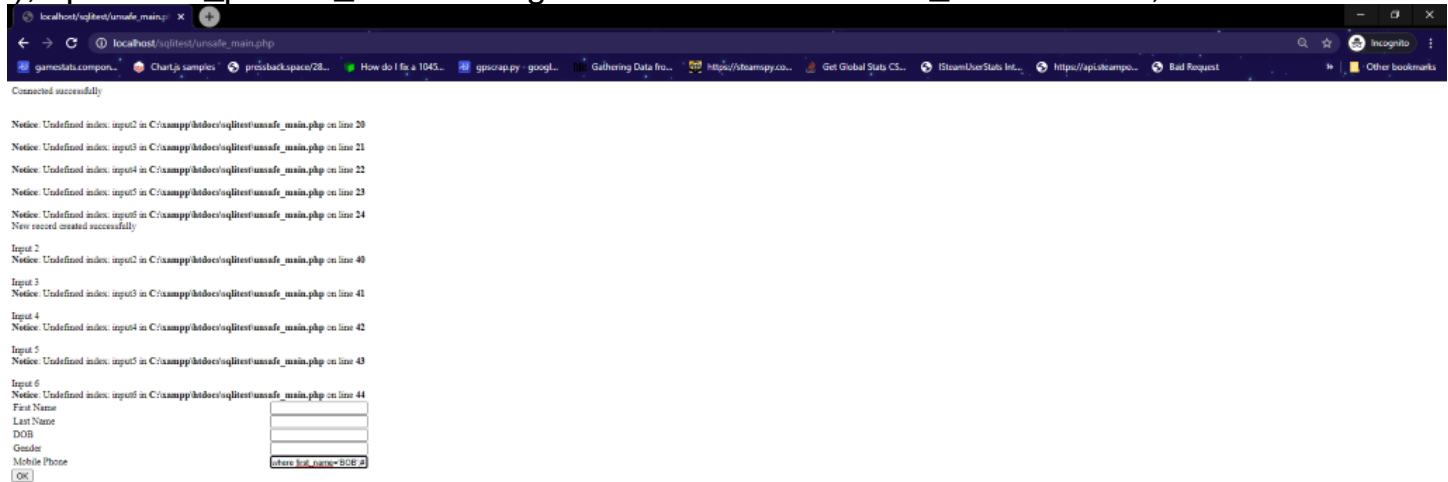 localhost/sqlitest/unsafe_main.p
localhost/sqlitest/unsafe_main.php
Incognito
gamestats.compon...
Chart.js samples
pressback.space/28...
How do I fix a 1045...
gpscrap.py - googl...
Gathering Data fro...
https://steamspy.co...
Get Global Stats CS...
ISteamUserStats Int...
https://api.steampo...
Bad Request
Other bookmarks
Connected successfully
Notice: Undefined index: input2 in C:\xampp\htdocs\sqlitest\unsafe_main.php on line 20
Notice: Undefined index: input3 in C:\xampp\htdocs\sqlitest\unsafe_main.php on line 21
Notice: Undefined index: input4 in C:\xampp\htdocs\sqlitest\unsafe_main.php on line 22
Notice: Undefined index: input5 in C:\xampp\htdocs\sqlitest\unsafe_main.php on line 23
Notice: Undefined index: input6 in C:\xampp\htdocs\sqlitest\unsafe_main.php on line 24
New record created successfully
Input 2
Notice: Undefined index: input2 in C:\xampp\htdocs\sqlitest\unsafe_main.php on line 40
Input 3
Notice: Undefined index: input3 in C:\xampp\htdocs\sqlitest\unsafe_main.php on line 41
Input 4
Notice: Undefined index: input4 in C:\xampp\htdocs\sqlitest\unsafe_main.php on line 42
Input 5
Notice: Undefined index: input5 in C:\xampp\htdocs\sqlitest\unsafe_main.php on line 43
Input 6
Notice: Undefined index: input6 in C:\xampp\htdocs\sqlitest\unsafe_main.php on line 44
First Name
Last Name
DOB
Gender
Mobile Phone where first_name='BOB';#
OK